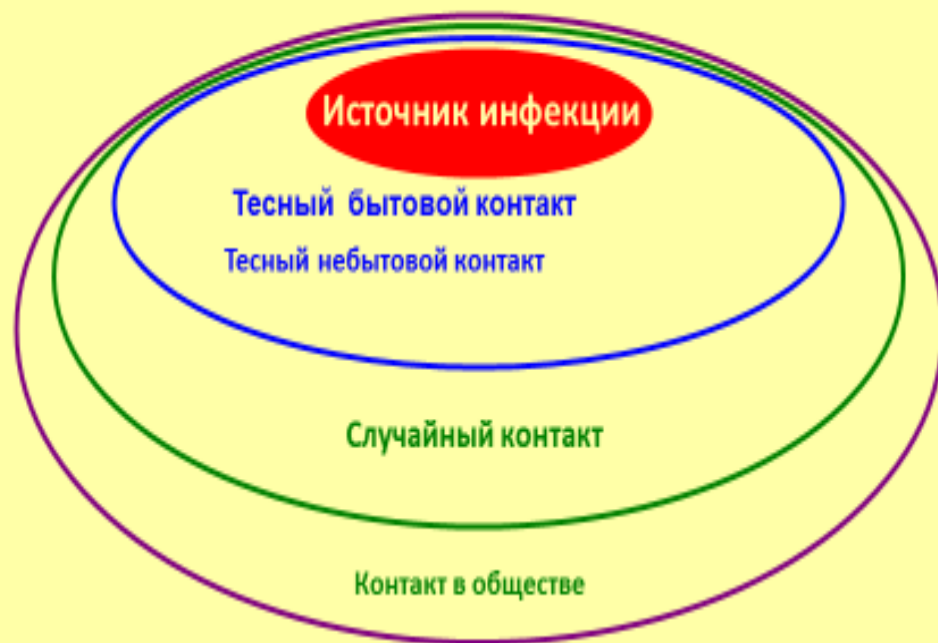 Источник инфекции
Тесный бытовой контакт
Тесный небытовой контакт
Случайный контакт
Контакт в обществе